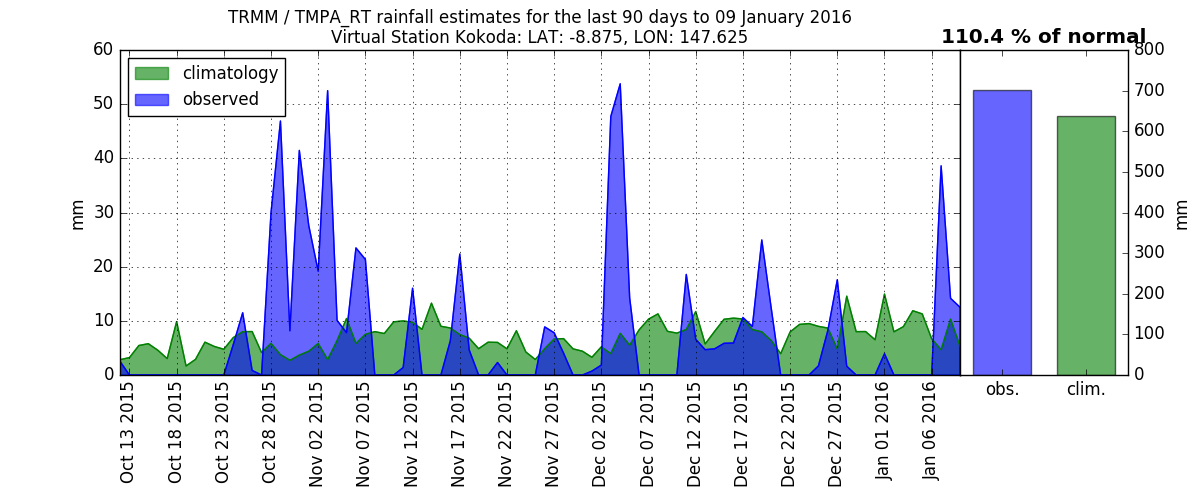 TRMM / TMPA_RT rainfall estimates for the last 90 days to 09 January 2016
Virtual Station Kokoda: LAT: -8.875, LON: 147.625
110.4 % of normal
climatology
observed
mm
60
50
40
30
20
10
0
Oct 13 2015
Oct 18 2015
Oct 23 2015
Oct 28 2015
Nov 02 2015
Nov 07 2015
Nov 12 2015
Nov 17 2015
Nov 22 2015
Nov 27 2015
Dec 02 2015
Dec 07 2015
Dec 12 2015
Dec 17 2015
Dec 22 2015
Dec 27 2015
Jan 01 2016
Jan 06 2016
800
700
600
500
400
300
200
100
0
mm
obs.
clim.